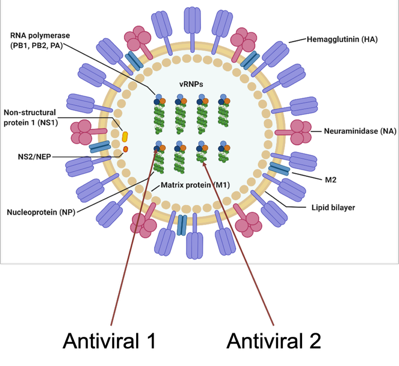 RNA polymerase
(PB1, PB2, PA)
Hemagglutinin (HA)
vRNPs
Non-structural
protein 1 (NS1)
Neuraminidase (NA)
NS2/NEP
M2
Matrix protein (M1)
Nucleoprotein (NP)
Lipid bilayer
Antiviral 1
Antiviral 2